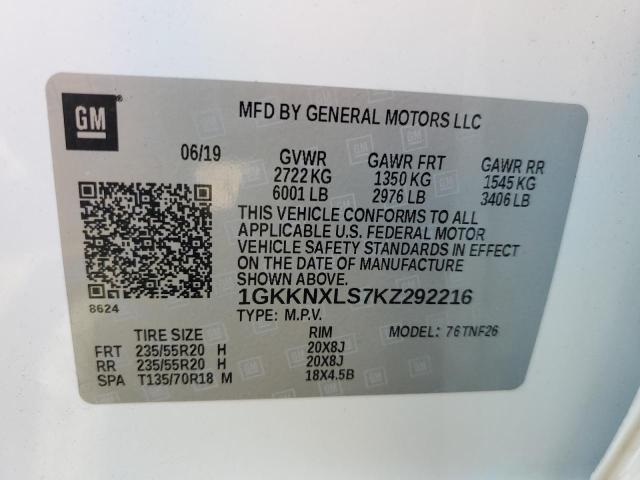 GM
MFD BY GENERAL MOTORS LLC
06/19 GVWR GAWR FRT GAWR RR
2722 KG 1350 KG 1545 KG
6001 LB 2976 LB 3406 LB
THIS VEHICLE CONFORMS TO ALL
APPLICABLE U.S. FEDERAL MOTOR
VEHICLE SAFETY STANDARDS IN EFFECT
ON THE DATE OF MANUFACTURE
SHOWN ABOVE.
8624
1GKKNXLS7KZ292216
TYPE: M.P.V. MODEL: 76TNF26
TIRE SIZE RIM
FRT 235/55R20 H 20X8J
RR 235/55R20 H 20X8J
SPA T135/70R18 M 18X4.5B